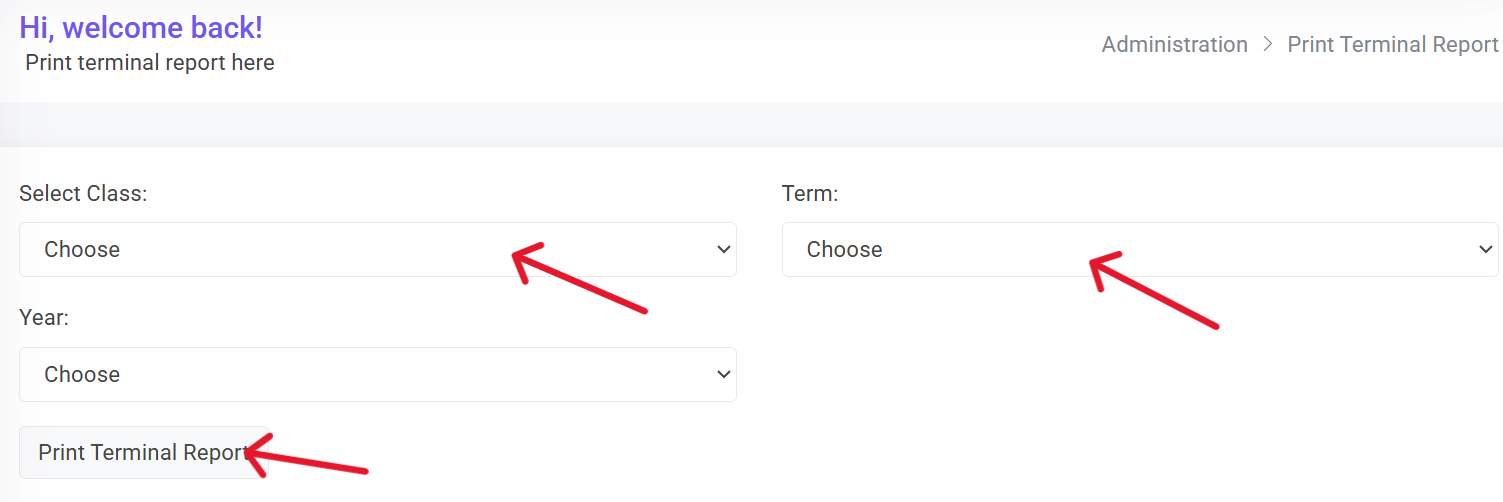 Hi, welcome back!
Print terminal report here
Administration > Print Terminal Report
Select Class:
Choose
Term:
Choose
Year:
Choose
Print Terminal Report